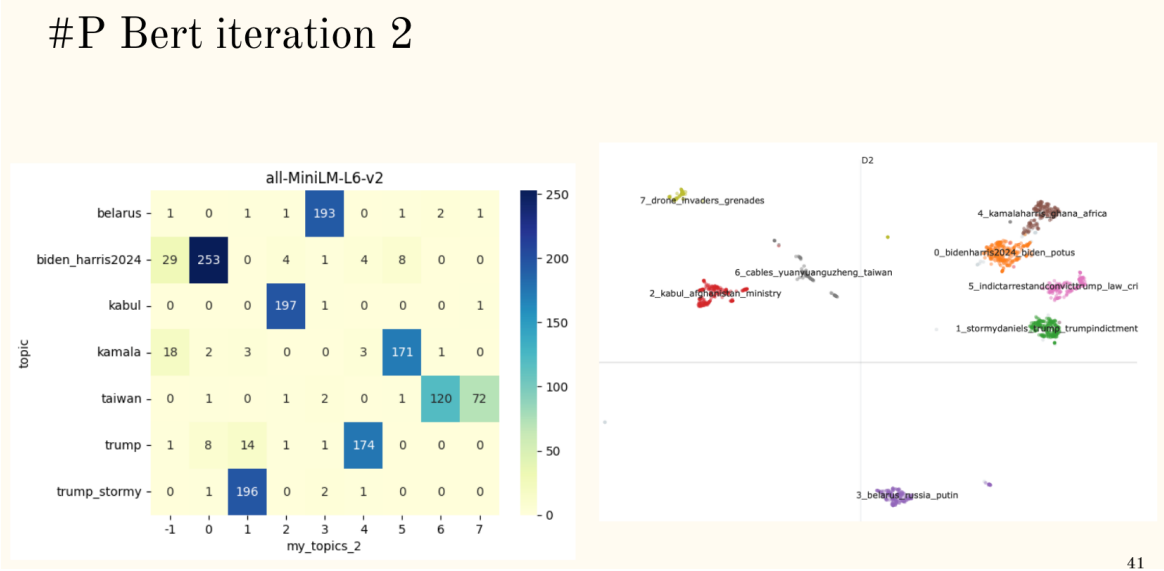 #P Bert iteration 2
all-MiniLM-L6-v2
belarus 1 0 1 1 193 0 1 2 1
biden_harris2024 29 253 0 4 1 4 8 0 0
kabul 0 0 0 197 1 0 0 0 1
kamala 18 2 3 0 0 3 171 1 0
taiwan 0 1 0 1 2 0 1 120 72
trump 1 8 14 1 1 174 0 0 0
trump_stormy 0 1 196 0 2 1 0 0 0
-1 0 1 2 3 4 5 6 7
my_topics_2
topic
250
200
150
100
50
0
D2
7_drone_invaders_grenades
4_kamalaharris_ghana_africa
0_bidenharris2024_biden_potus
6_cables_yuanyuanguzheng_taiwan
5_indictarrestandconvicttrump_law_cri
2_kabul_afghanistan_ministry
1_stormydaniels_trump_trumpindictment
3_belarus_russia_putin
41